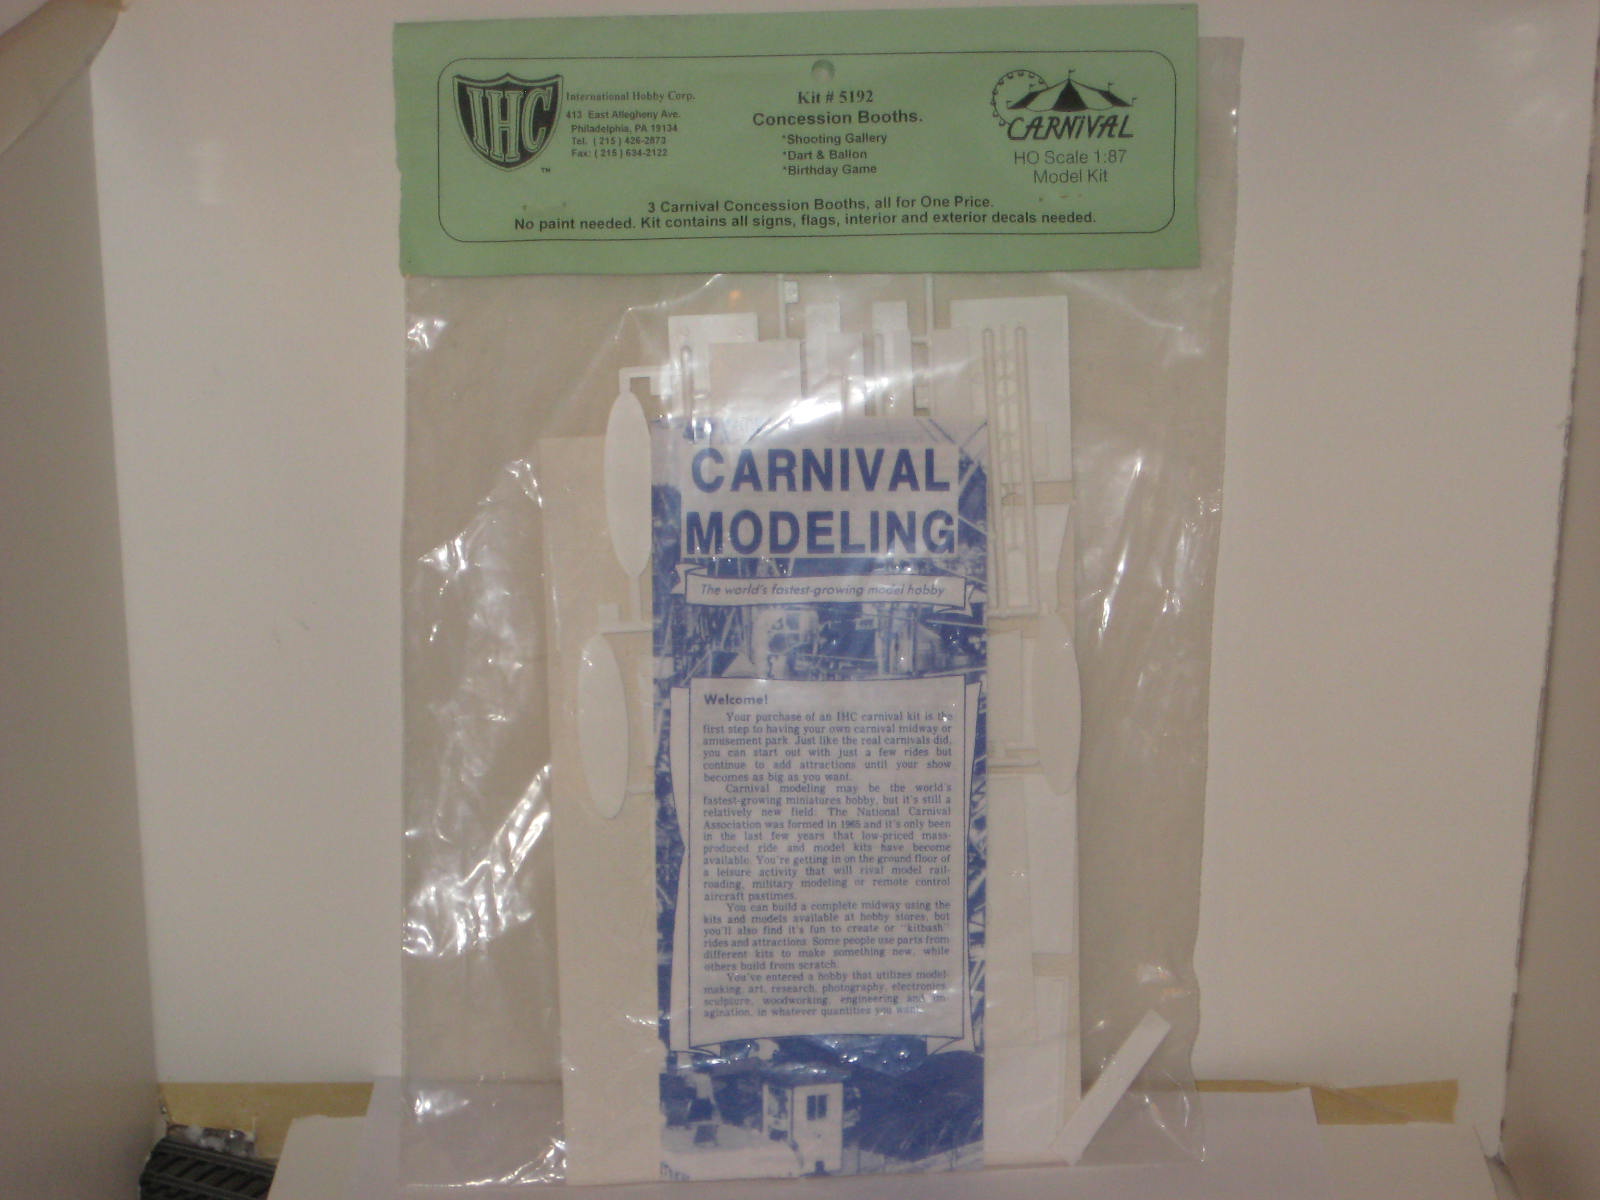 IHC
TM
International Hobby Corp.
413 East Allegheny Ave.
Philadelphia, PA 19134
Tel. ( 215 ) 426-2873
Fax: ( 215 ) 634-2122
Kit # 5192
Concession Booths.
*Shooting Gallery
*Dart & Ballon
*Birthday Game
CARNiVAL
HO Scale 1:87
Model Kit
3 Carnival Concession Booths, all for One Price.
No paint needed. Kit contains all signs, flags, interior and exterior decals needed.
CARNIVAL
MODELING
The world's fastest-growing model hobby
Welcome!
Your purchase of an IHC carnival kit is the
first step to having your own carnival midway or
amusement park. Just like the real carnivals did,
you can start out with just a few rides but
continue to add attractions until your show
becomes as big as you want.
Carnival modeling may be the world's
fastest-growing miniatures hobby, but it's still a
relatively new field. The National Carnival
Association was formed in 1965 and it's only been
in the last few years that low-priced mass-
produced ride and model kits have become
available. You're getting in on the ground floor of
a leisure activity that will rival model rail-
roading, military modeling or remote control
aircraft pastimes.
You can build a complete midway using the
kits and models available at hobby stores, but
you'll also find it's fun to create or "kitbash"
rides and attractions. Some people use parts from
different kits to make something new, while
others build from scratch.
You've entered a hobby that utilizes model-
making, art, research, photography, electronics,
sculpture, woodworking, engineering and im-
agination, in whatever quantities you want.